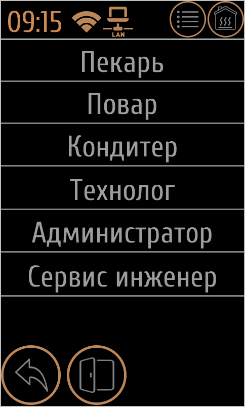 09:15
LAN
Пекарь
Повар
Кондитер
Технолог
Администратор
Сервис инженер